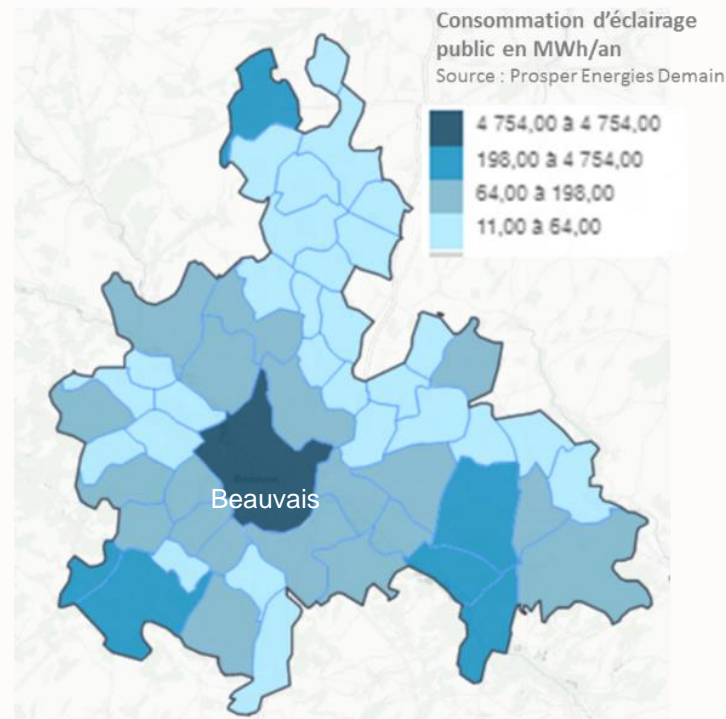 Consommation d'éclairage
public en MWh/an
Source : Prosper Energies Demain
4 754,00 à 4 754,00
198,00 à 4 754,00
64,00 à 198,00
11,00 à 64,00
Beauvais